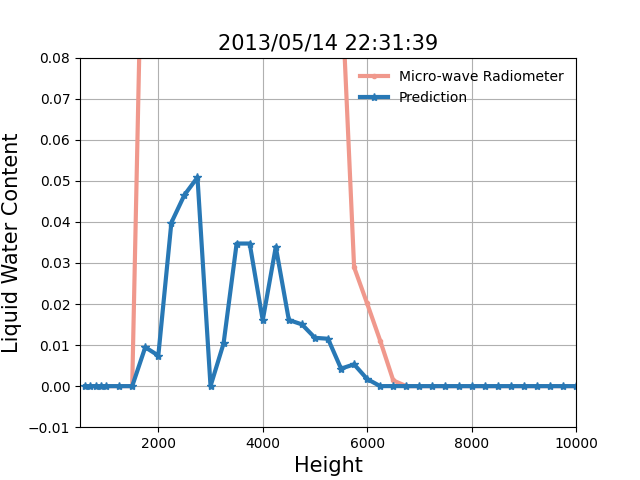 2013/05/14 22:31:39
Micro-wave Radiometer
Prediction
0.08
0.07
0.06
0.05
0.04
0.03
0.02
0.01
0.00
−0.01
Liquid Water Content
2000 4000 6000 8000 10000
Height